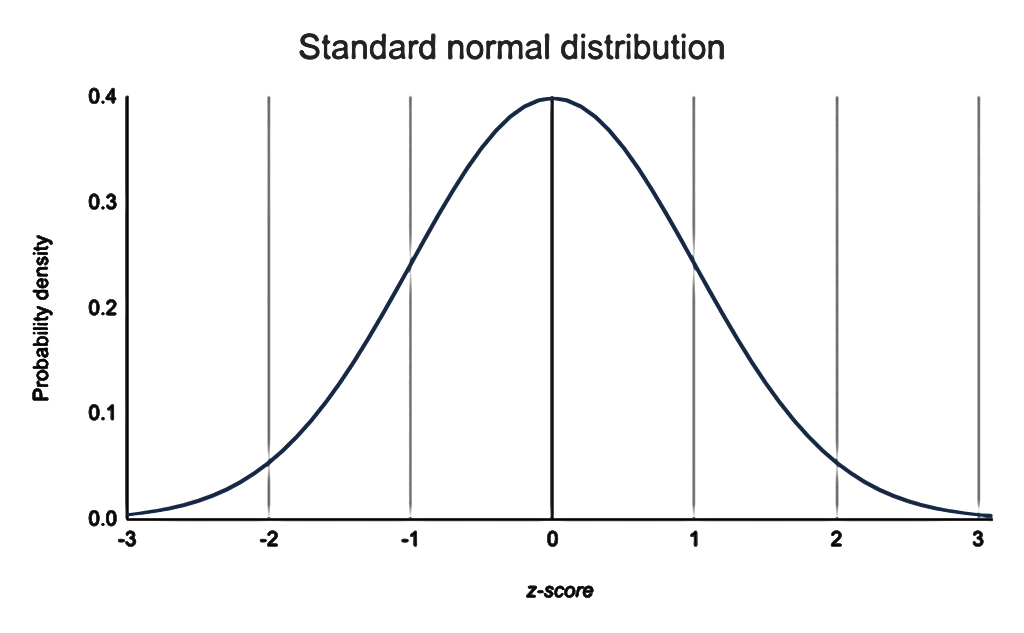 Standard normal distribution
0.4
0.3
0.2
0.1
0.0
Probability density
-3 -2 -1 0 1 2 3
z-score